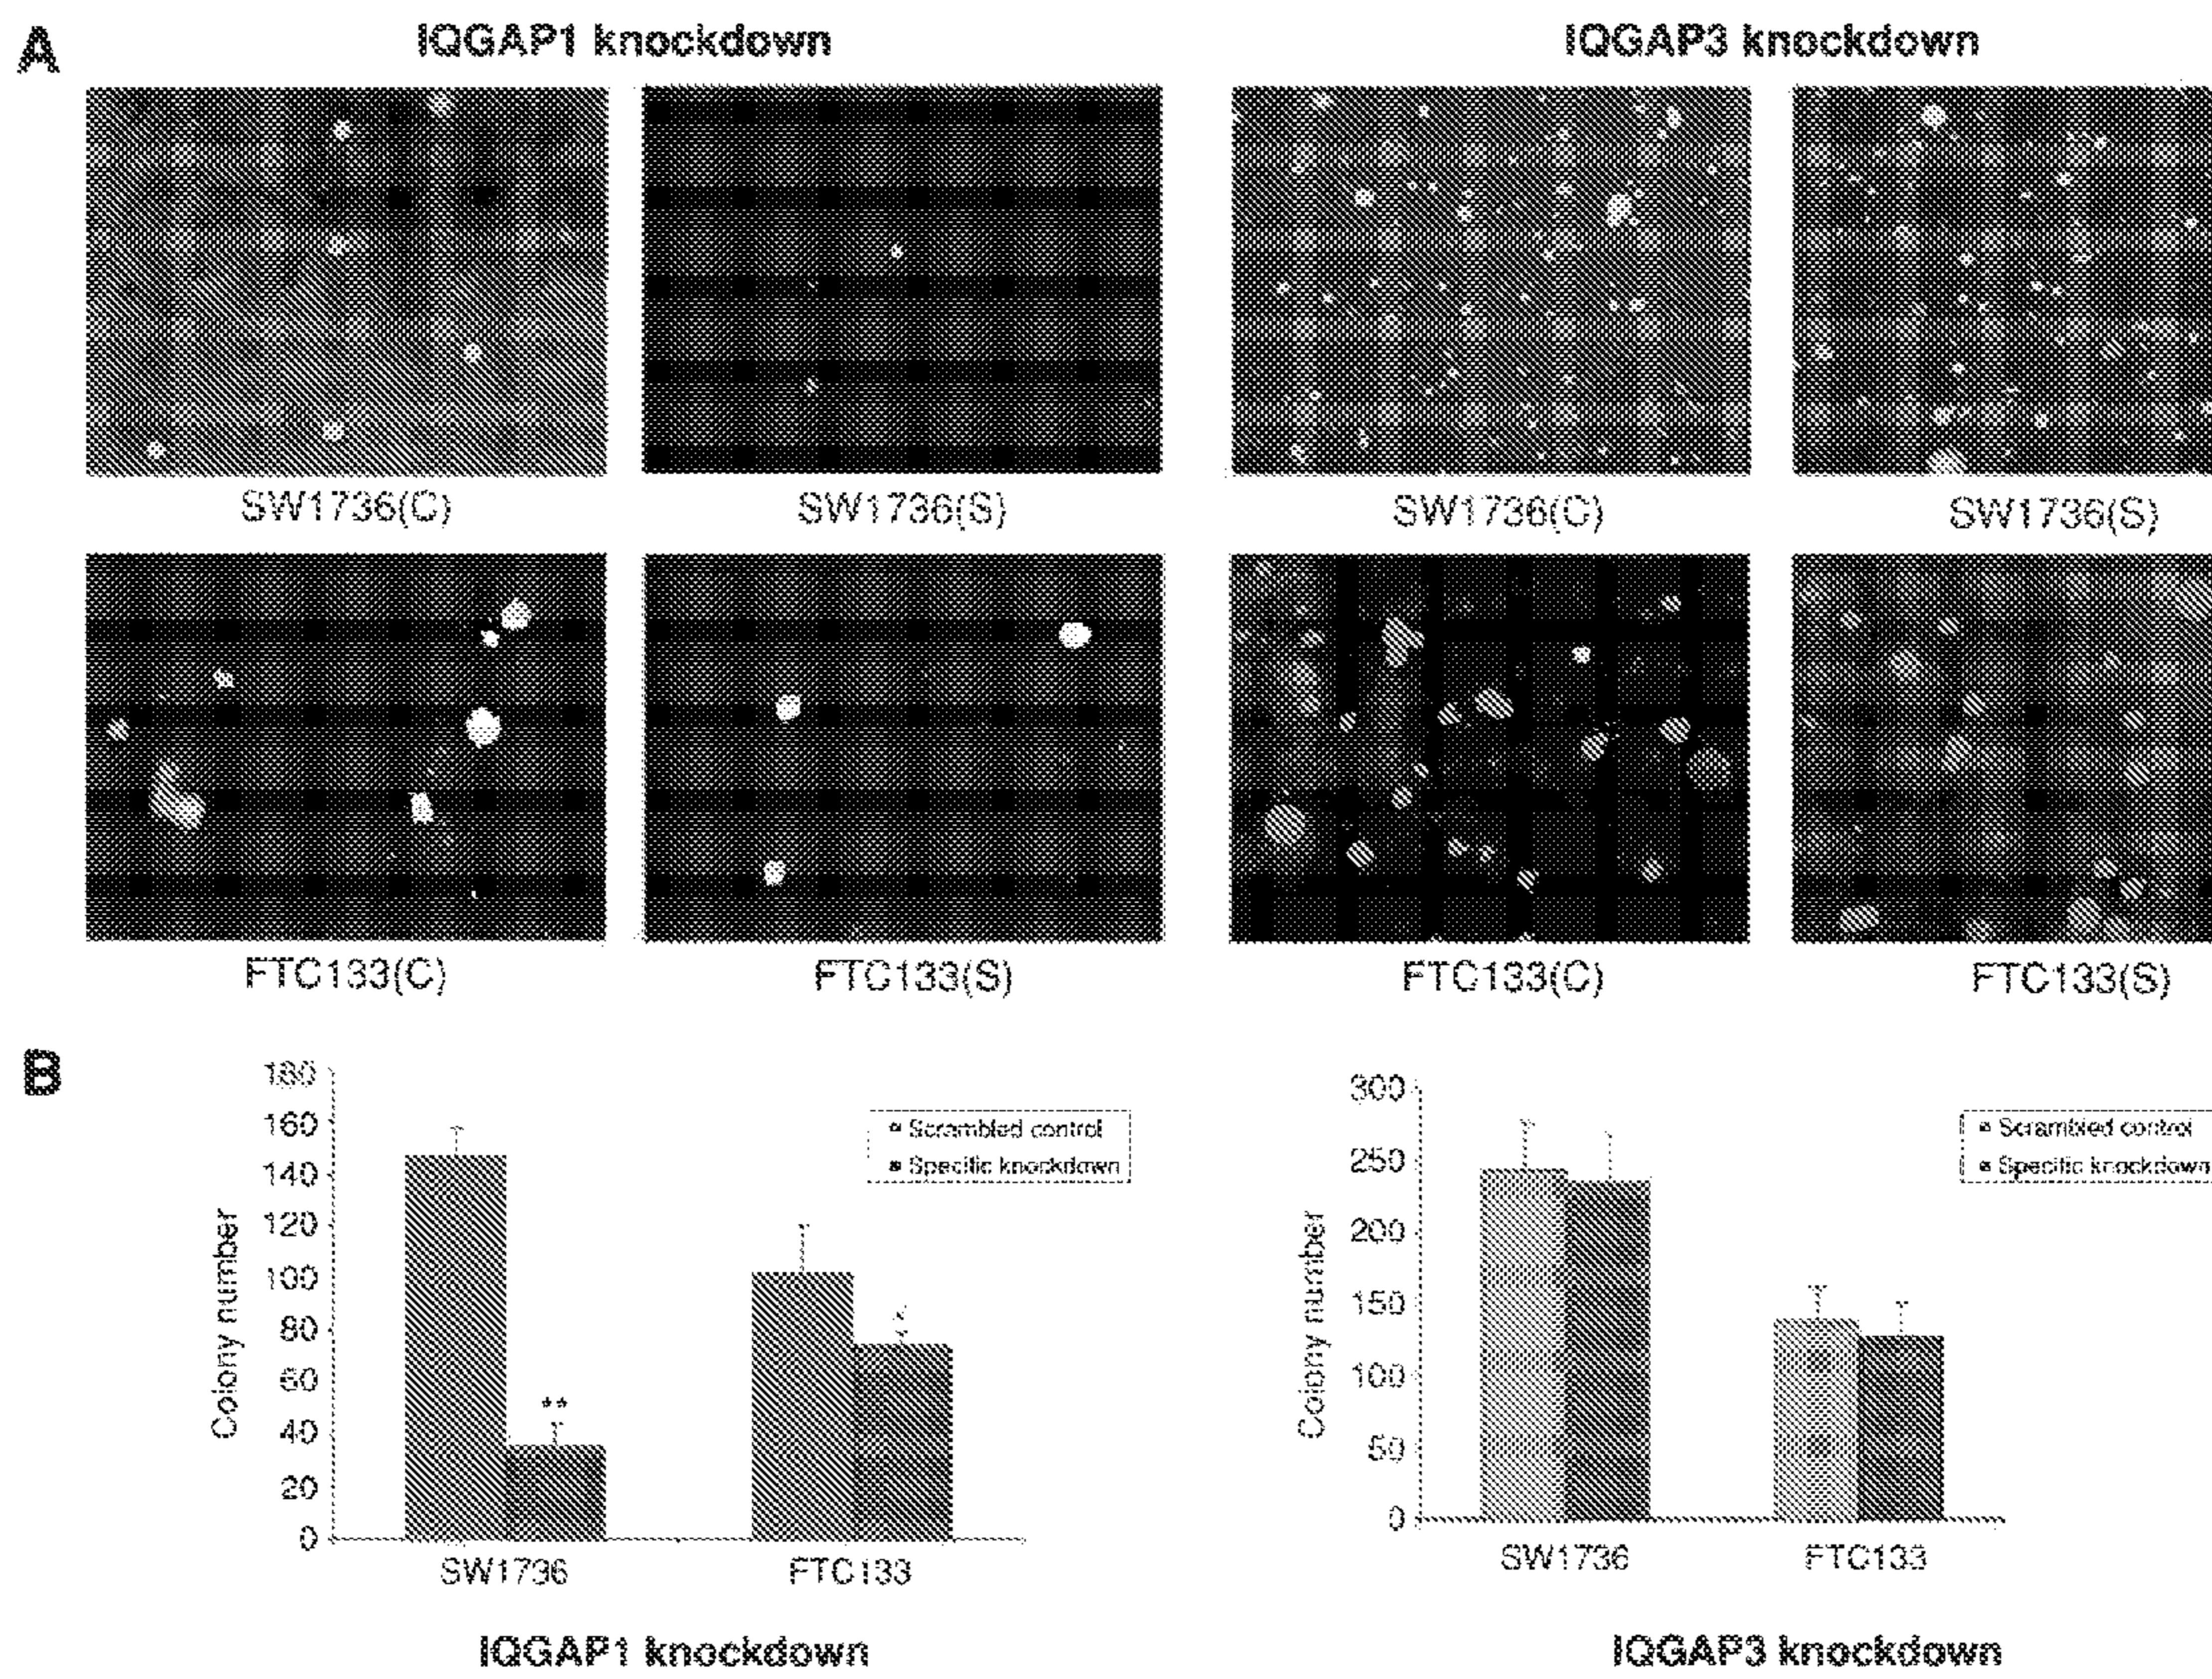 A
IQGAP1 knockdown
IQGAP3 knockdown
SW1736(C)
SW1736(S)
SW1736(C)
SW1736(S)
FTC133(C)
FTC133(S)
FTC133(C)
FTC133(S)
B
180
160
140
120
100
80
60
40
20
0
Colony number
**
*
Scrambled control
Specific knockdown
SW1736
FTC133
IQGAP1 knockdown
300
250
200
150
100
50
0
Colony number
Scrambled control
Specific knockdown
SW1736
FTC133
IQGAP3 knockdown